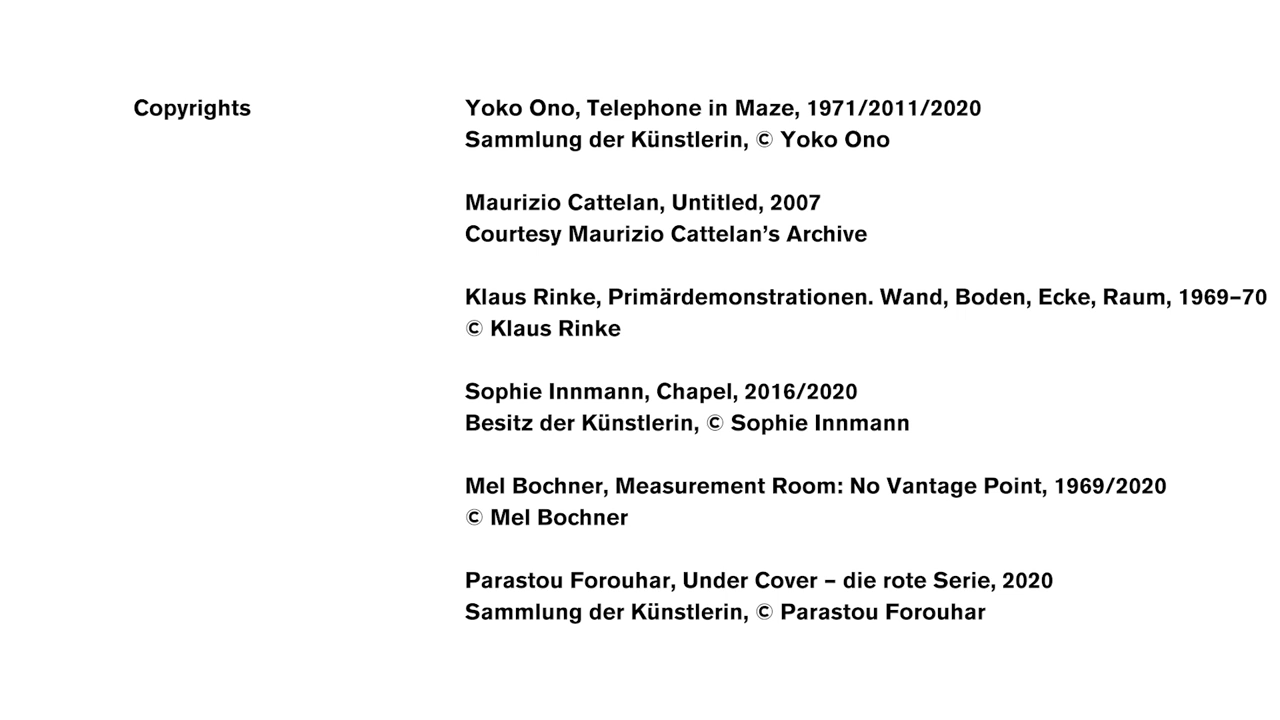 Copyrights
Yoko Ono, Telephone in Maze, 1971/2011/2020
Sammlung der Künstlerin, © Yoko Ono
Maurizio Cattelan, Untitled, 2007
Courtesy Maurizio Cattelan’s Archive
Klaus Rinke, Primärdemonstrationen. Wand, Boden, Ecke, Raum, 1969–70
© Klaus Rinke
Sophie Innmann, Chapel, 2016/2020
Besitz der Künstlerin, © Sophie Innmann
Mel Bochner, Measurement Room: No Vantage Point, 1969/2020
© Mel Bochner
Parastou Forouhar, Under Cover – die rote Serie, 2020
Sammlung der Künstlerin, © Parastou Forouhar